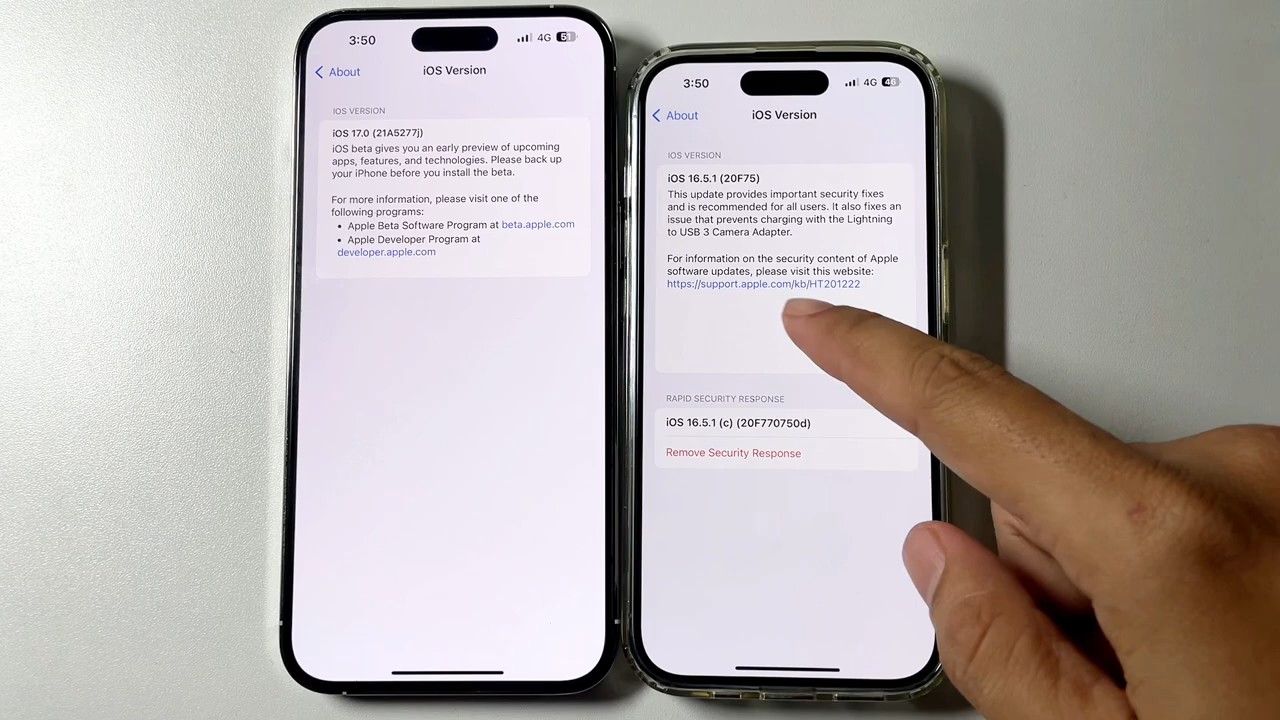 3:50
4G 51
About
iOS Version
IOS VERSION
iOS 17.0 (21A5277j)
iOS beta gives you an early preview of upcoming
apps, features, and technologies. Please back up
your iPhone before you install the beta.
For more information, please visit one of the
following programs:
• Apple Beta Software Program at beta.apple.com
• Apple Developer Program at
developer.apple.com
3:50
4G 46
About
iOS Version
IOS VERSION
iOS 16.5.1 (20F75)
This update provides important security fixes
and is recommended for all users. It also fixes an
issue that prevents charging with the Lightning
to USB 3 Camera Adapter.
For information on the security content of Apple
software updates, please visit this website:
https://support.apple.com/kb/HT201222
RAPID SECURITY RESPONSE
iOS 16.5.1 (c) (20F770750d)
Remove Security Response